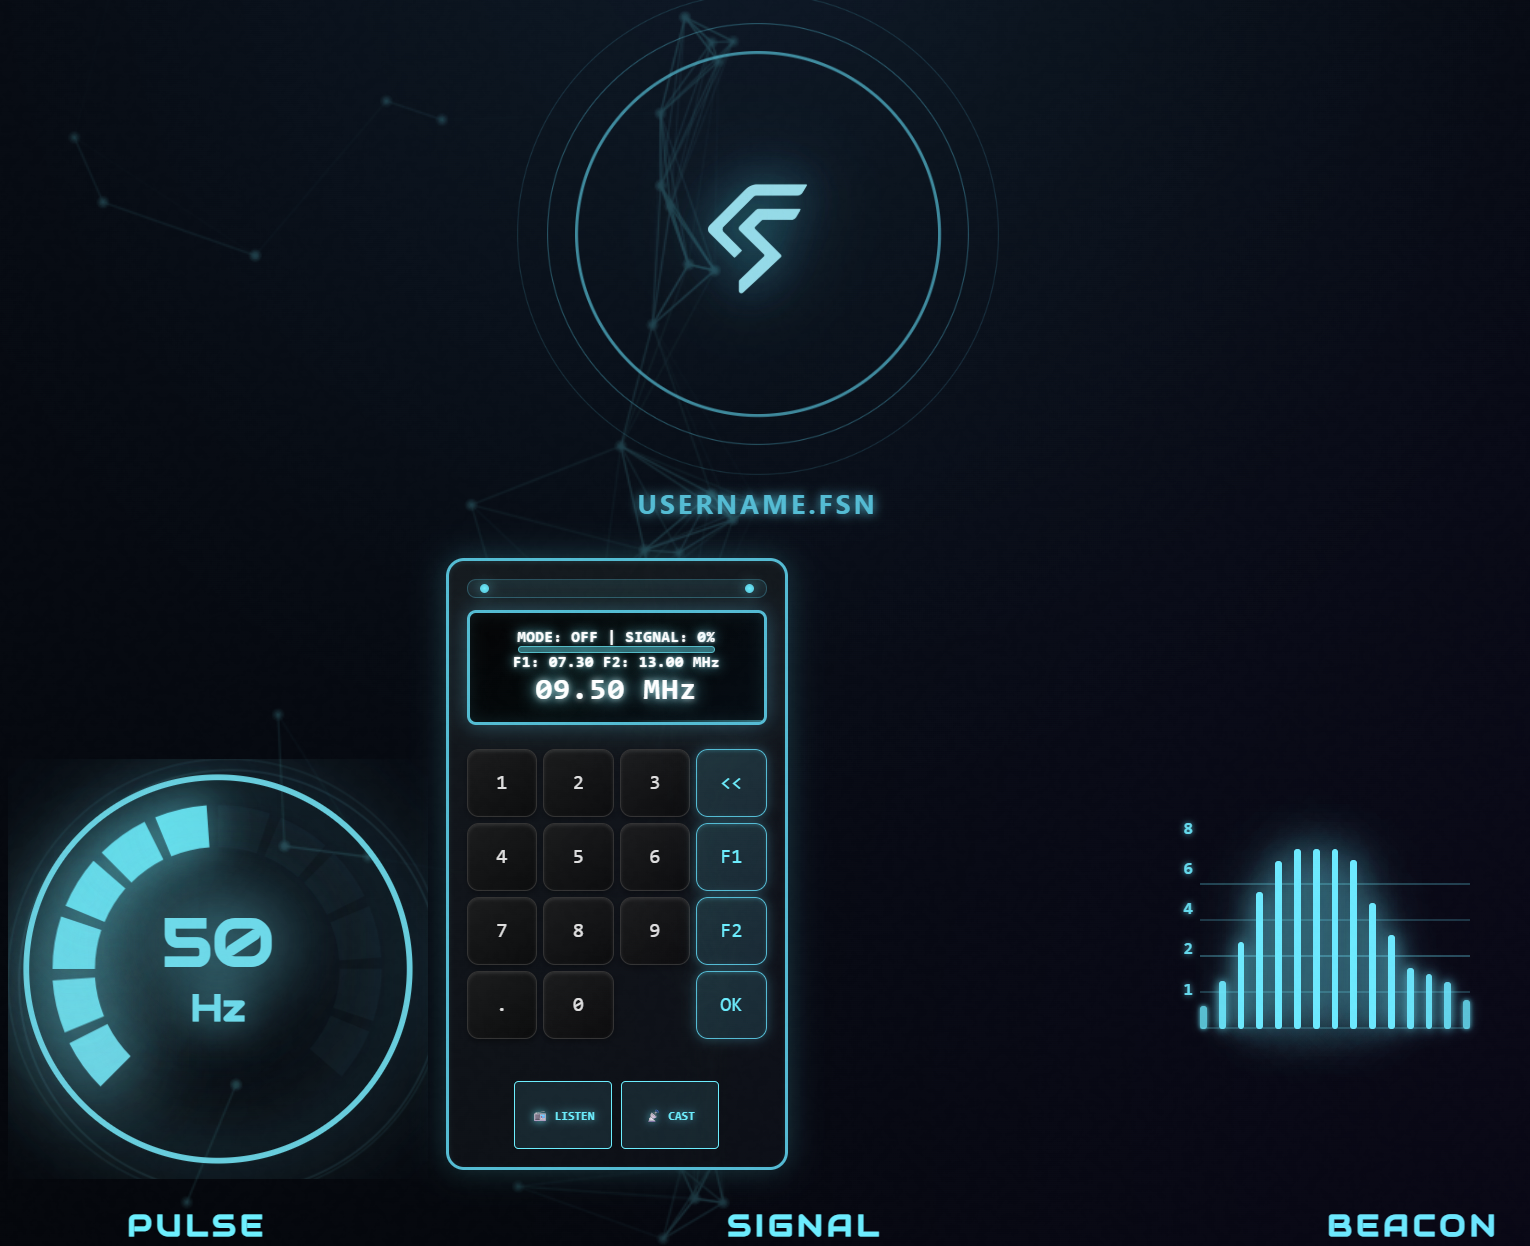 USERNAME.FSN
MODE: OFF | SIGNAL: 0%
F1: 07.30 F2: 13.00 MHz
09.50 MHz
1 2 3 <<
4 5 6 F1
7 8 9 F2
. 0 OK
LISTEN CAST
50
Hz
8
6
4
2
1
PULSE SIGNAL BEACON